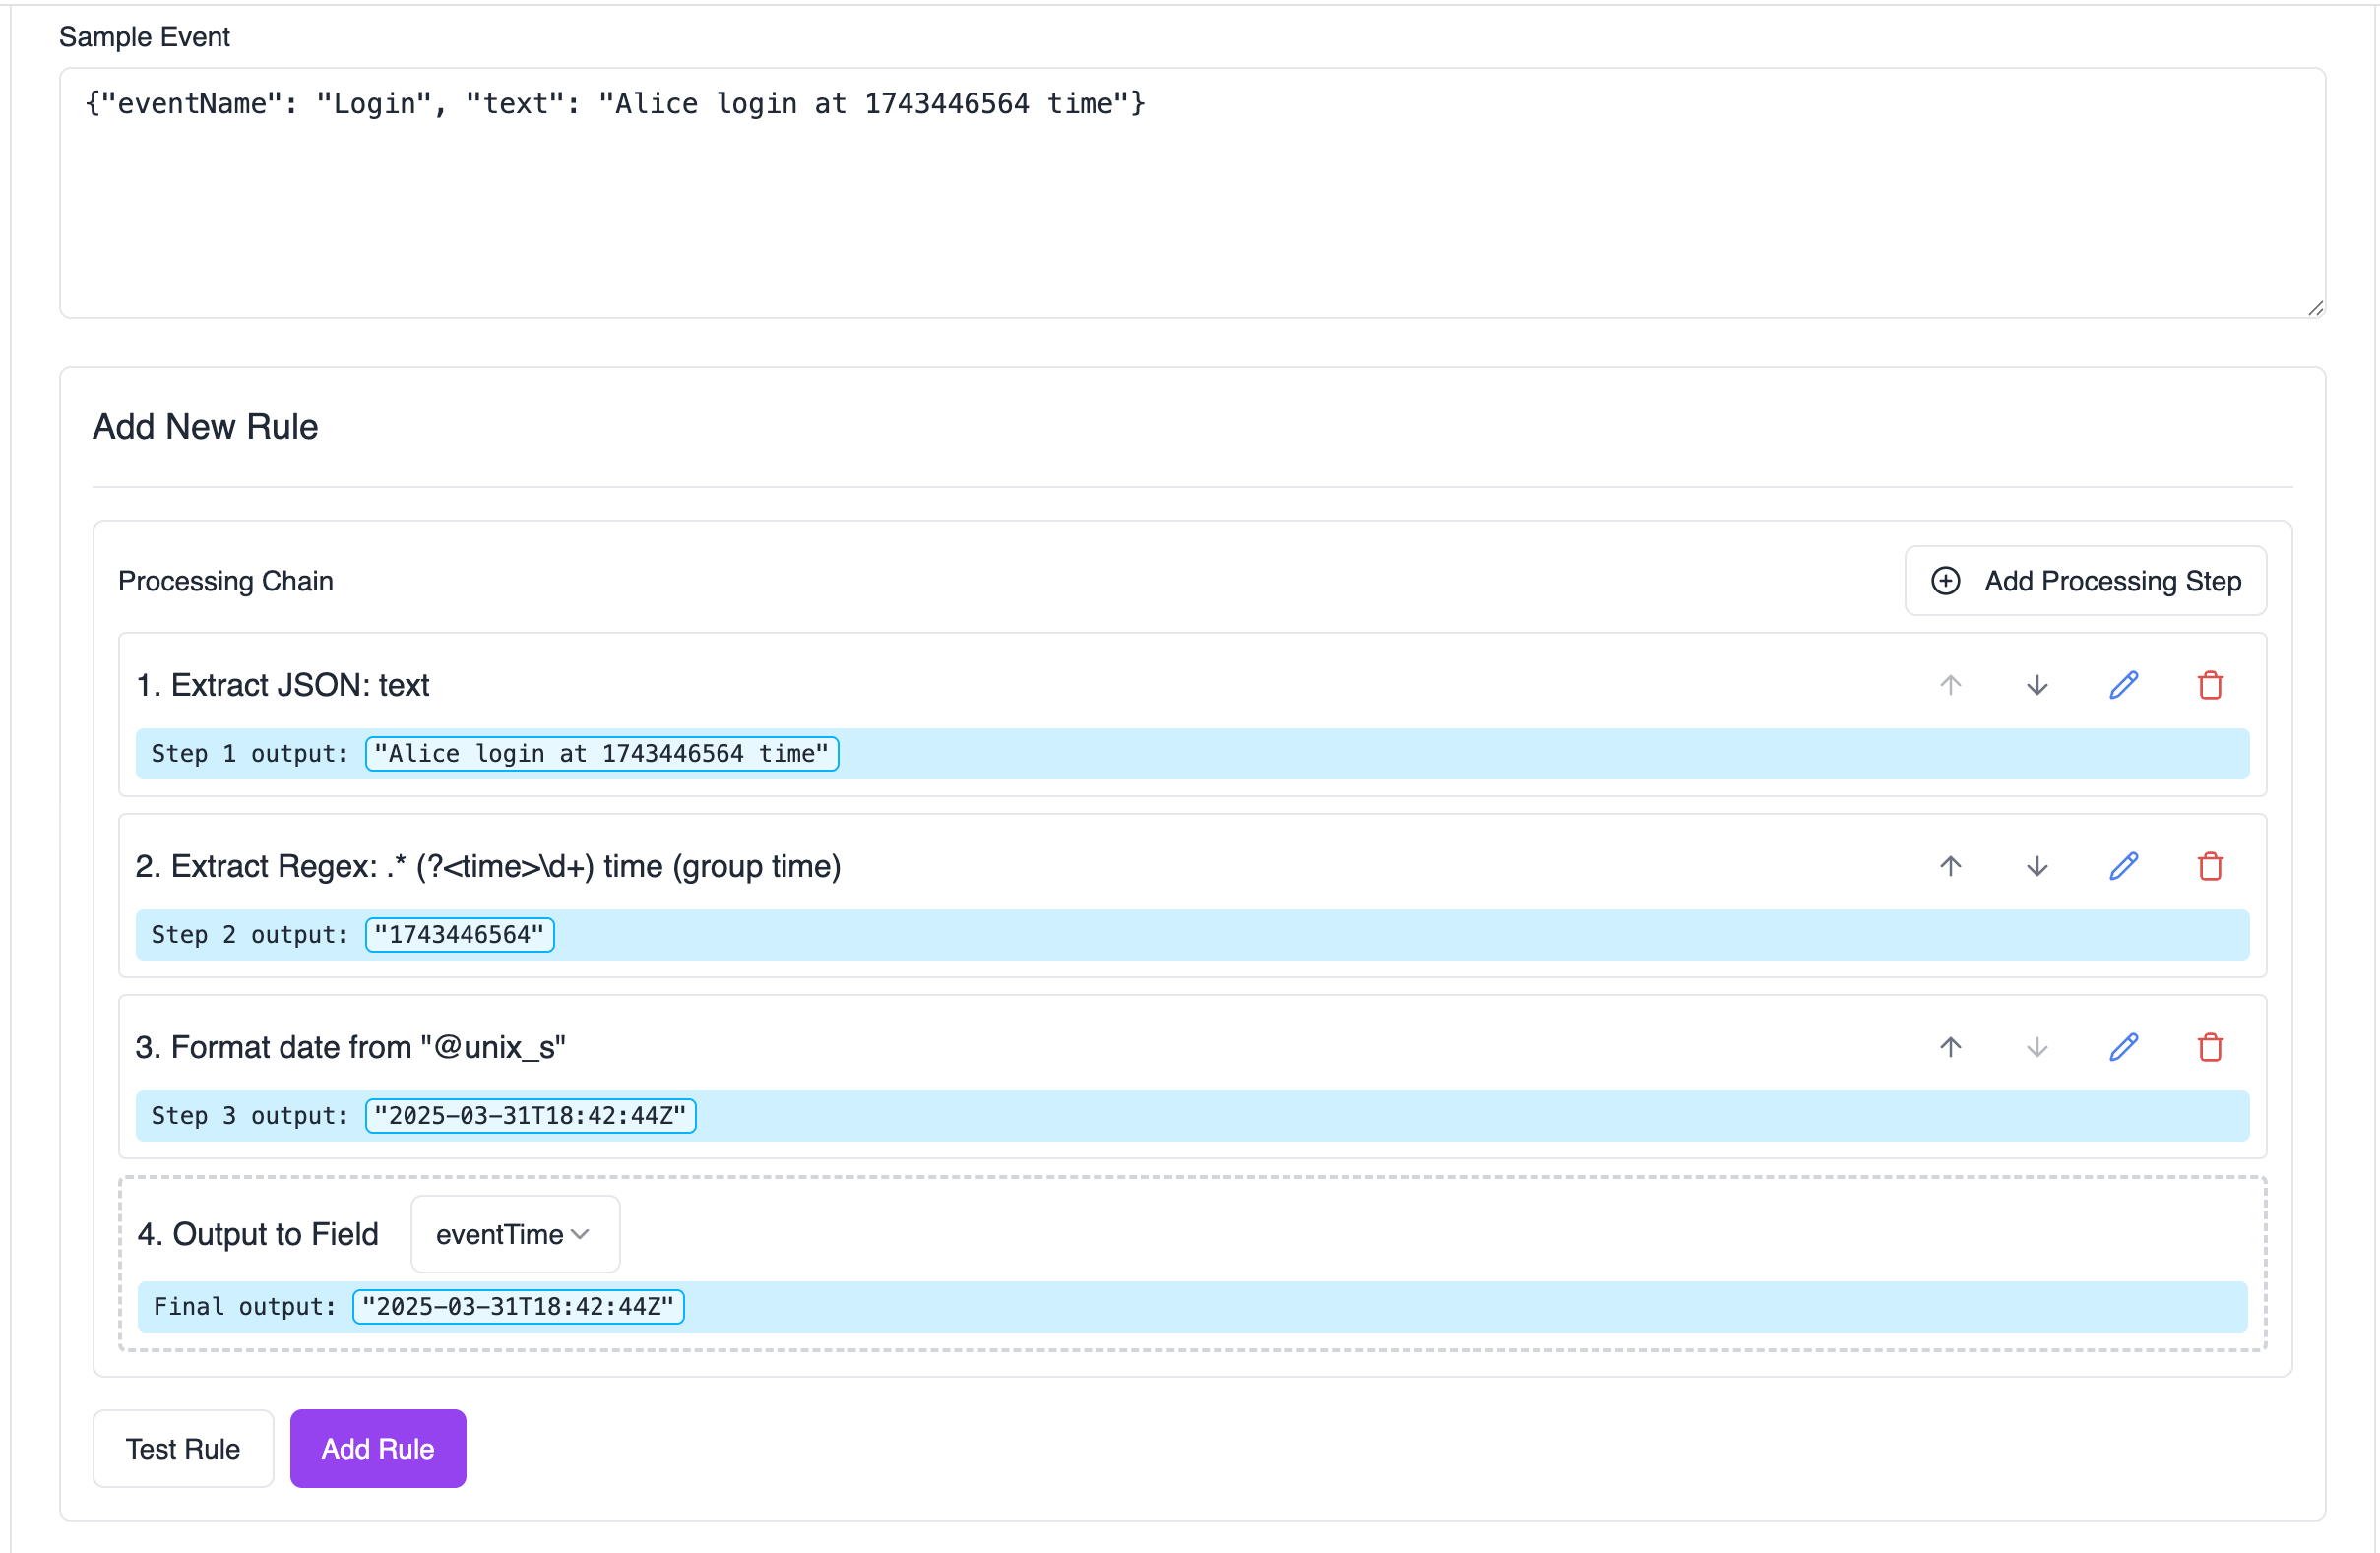 Sample Event
{"eventName": "Login", "text": "Alice login at 1743446564 time"}
Add New Rule
Processing Chain
Add Processing Step
1. Extract JSON: text
Step 1 output: "Alice login at 1743446564 time"
2. Extract Regex: .* (?<time>\d+) time (group time)
Step 2 output: "1743446564"
3. Format date from "@unix_s"
Step 3 output: "2025-03-31T18:42:44Z"
4. Output to Field eventTime
Final output: "2025-03-31T18:42:44Z"
Test Rule Add Rule